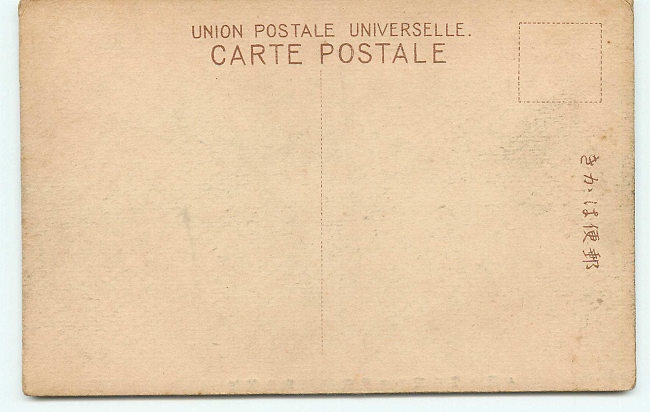 UNION POSTALE UNIVERSELLE.
CARTE POSTALE
郵便はかき